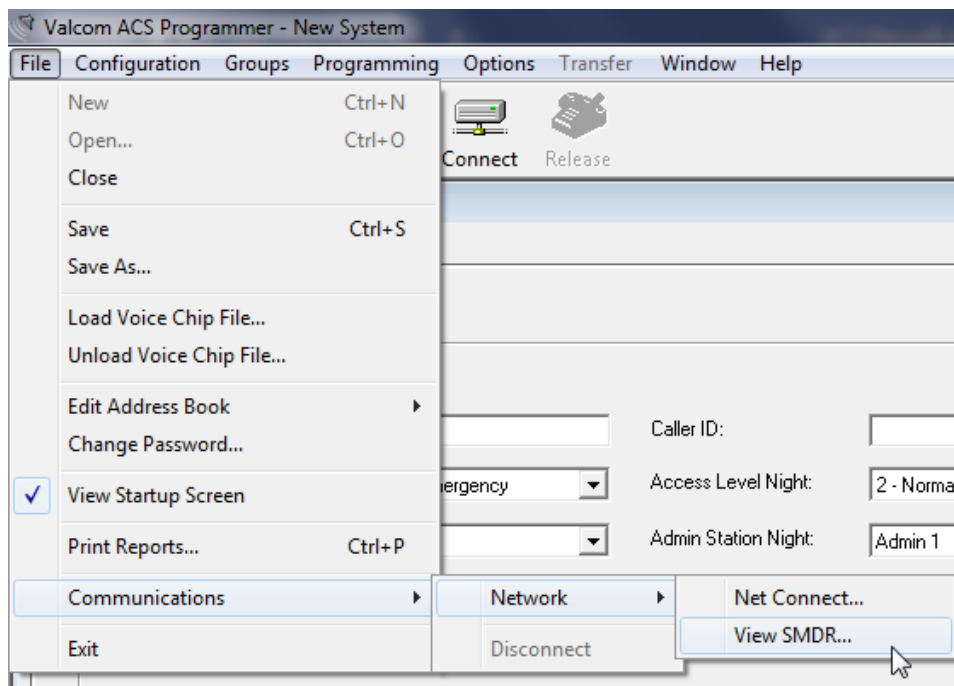 Valcom ACS Programmer - New System
File Configuration Groups Programming Options Transfer Window Help
New Ctrl+N
Open... Ctrl+O
Connect Release
Close
Save Ctrl+S
Save As...
Load Voice Chip File...
Unload Voice Chip File...
Edit Address Book
Caller ID:
Change Password...
View Startup Screen
Access Level Night: 2 - Norma
Print Reports... Ctrl+P
Admin Station Night: Admin 1
Communications Network Net Connect...
View SMDR...
Exit Disconnect